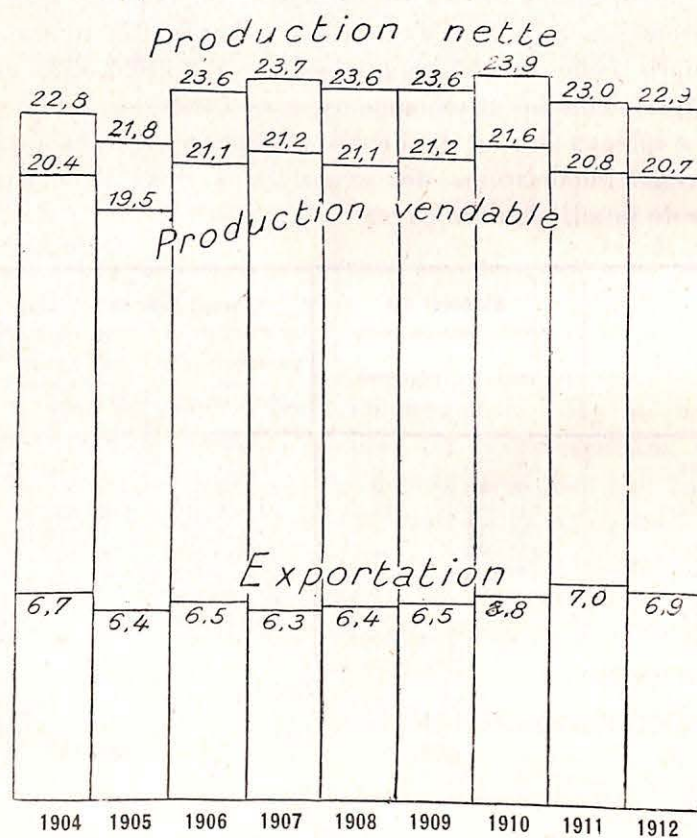 Production nette
22,8 21,8 23.6 23.7 23,6 23,6 23,9 23,0 22,9
20.4 19,5 21,1 21,2 21,1 21,2 21,6 20.8 20,7
Production vendable
Exportation
6,7 6,4 6.5 6,3 6,4 6,5 7,0 6,9
1904 1905 1906 1907 1908 1909 1910 1911 1912